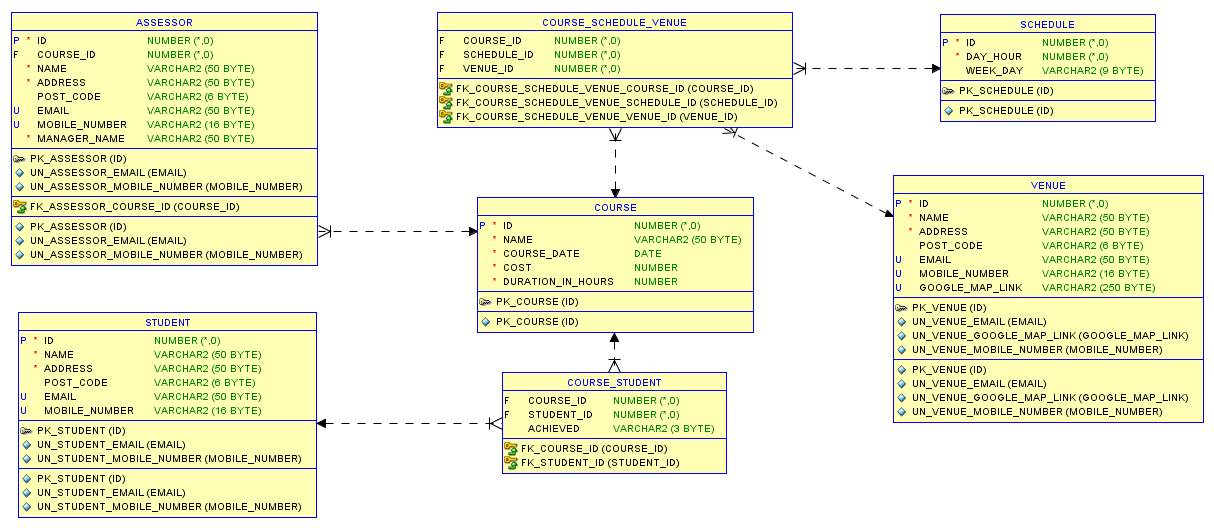 ASSESSOR
P * ID NUMBER (*,0)
F COURSE_ID NUMBER (*,0)
* NAME VARCHAR2 (50 BYTE)
* ADDRESS VARCHAR2 (50 BYTE)
POST_CODE VARCHAR2 (6 BYTE)
U EMAIL VARCHAR2 (50 BYTE)
U MOBILE_NUMBER VARCHAR2 (16 BYTE)
* MANAGER_NAME VARCHAR2 (50 BYTE)
PK_ASSESSOR (ID)
UN_ASSESSOR_EMAIL (EMAIL)
UN_ASSESSOR_MOBILE_NUMBER (MOBILE_NUMBER)
FK_ASSESSOR_COURSE_ID (COURSE_ID)
PK_ASSESSOR (ID)
UN_ASSESSOR_EMAIL (EMAIL)
UN_ASSESSOR_MOBILE_NUMBER (MOBILE_NUMBER)
COURSE_SCHEDULE_VENUE
F COURSE_ID NUMBER (*,0)
F SCHEDULE_ID NUMBER (*,0)
F VENUE_ID NUMBER (*,0)
FK_COURSE_SCHEDULE_VENUE_COURSE_ID (COURSE_ID)
FK_COURSE_SCHEDULE_VENUE_SCHEDULE_ID (SCHEDULE_ID)
FK_COURSE_SCHEDULE_VENUE_VENUE_ID (VENUE_ID)
SCHEDULE
P * ID NUMBER (*,0)
* DAY_HOUR NUMBER (*,0)
WEEK_DAY VARCHAR2 (9 BYTE)
PK_SCHEDULE (ID)
PK_SCHEDULE (ID)
COURSE
P * ID NUMBER (*,0)
* NAME VARCHAR2 (50 BYTE)
* COURSE_DATE DATE
* COST NUMBER
* DURATION_IN_HOURS NUMBER
PK_COURSE (ID)
PK_COURSE (ID)
VENUE
P * ID NUMBER (*,0)
* NAME VARCHAR2 (50 BYTE)
* ADDRESS VARCHAR2 (50 BYTE)
POST_CODE VARCHAR2 (6 BYTE)
U EMAIL VARCHAR2 (50 BYTE)
U MOBILE_NUMBER VARCHAR2 (16 BYTE)
U GOOGLE_MAP_LINK VARCHAR2 (250 BYTE)
PK_VENUE (ID)
UN_VENUE_EMAIL (EMAIL)
UN_VENUE_GOOGLE_MAP_LINK (GOOGLE_MAP_LINK)
UN_VENUE_MOBILE_NUMBER (MOBILE_NUMBER)
PK_VENUE (ID)
UN_VENUE_EMAIL (EMAIL)
UN_VENUE_GOOGLE_MAP_LINK (GOOGLE_MAP_LINK)
UN_VENUE_MOBILE_NUMBER (MOBILE_NUMBER)
STUDENT
P * ID NUMBER (*,0)
* NAME VARCHAR2 (50 BYTE)
* ADDRESS VARCHAR2 (50 BYTE)
POST_CODE VARCHAR2 (6 BYTE)
U EMAIL VARCHAR2 (50 BYTE)
U MOBILE_NUMBER VARCHAR2 (16 BYTE)
PK_STUDENT (ID)
UN_STUDENT_EMAIL (EMAIL)
UN_STUDENT_MOBILE_NUMBER (MOBILE_NUMBER)
PK_STUDENT (ID)
UN_STUDENT_EMAIL (EMAIL)
UN_STUDENT_MOBILE_NUMBER (MOBILE_NUMBER)
COURSE_STUDENT
F COURSE_ID NUMBER (*,0)
F STUDENT_ID NUMBER (*,0)
ACHIEVED VARCHAR2 (3 BYTE)
FK_COURSE_ID (COURSE_ID)
FK_STUDENT_ID (STUDENT_ID)